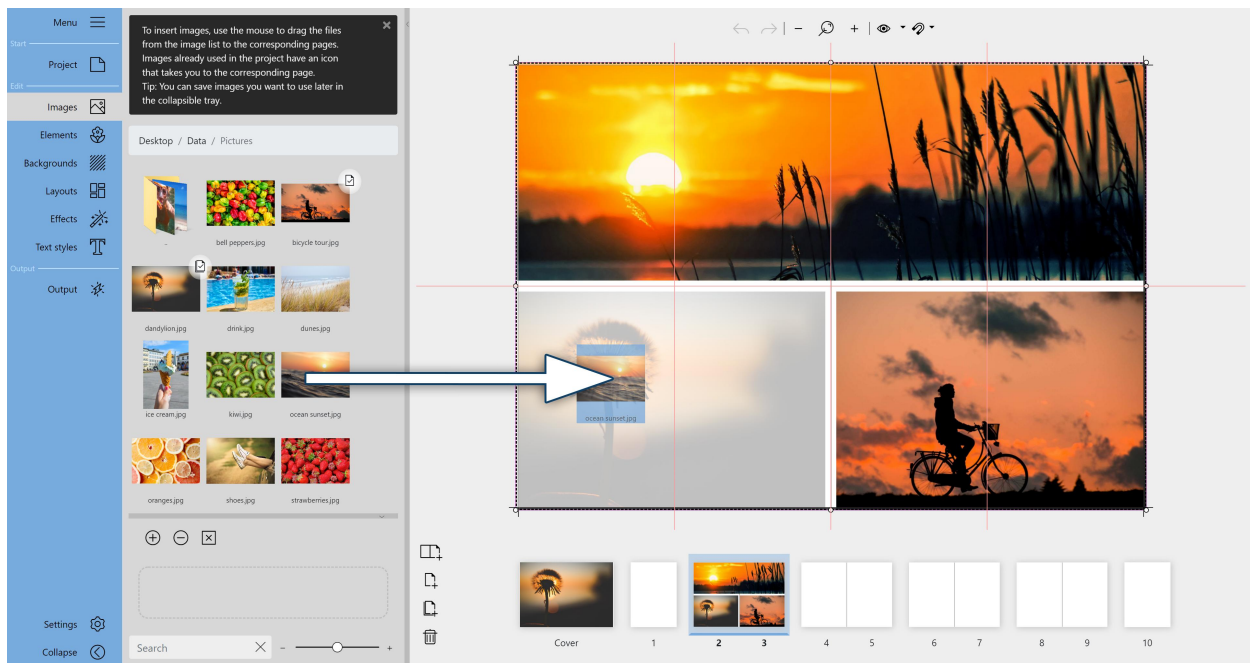 Menu
Start
Project
Edit
Images
Elements
Backgrounds
Layouts
Effects
Text styles
Output
Output
Settings
Collapse
To insert images, use the mouse to drag the files
from the image list to the corresponding pages.
Images already used in the project have an icon
that takes you to the corresponding page.
Tip: You can save images you want to use later in
the collapsible tray.
Desktop / Data / Pictures
..
bell peppers.jpg
bicycle tour.jpg
dandylion.jpg
drink.jpg
dunes.jpg
ice cream.jpg
kiwi.jpg
ocean sunset.jpg
oranges.jpg
shoes.jpg
strawberries.jpg
Search
ocean sunset.jpg
Cover
1
2
3
4
5
6
7
8
9
10